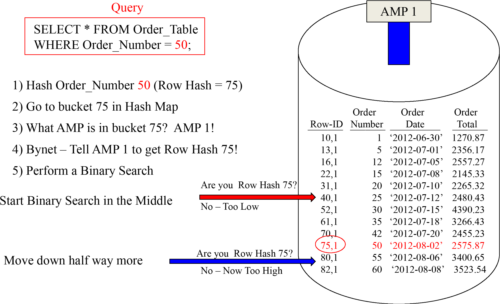 Query
SELECT * FROM Order_Table
WHERE Order_Number = 50;
1) Hash Order_Number 50 (Row Hash = 75)
2) Go to bucket 75 in Hash Map
3) What AMP is in bucket 75? AMP 1!
4) Bynet – Tell AMP 1 to get Row Hash 75!
5) Perform a Binary Search
Are you Row Hash 75?
Start Binary Search in the Middle
No – Too Low
Are you Row Hash 75?
Move down half way more
No – Now Too High
AMP 1
Order Order Order
Row-ID Number Date Total
10,1 1 ‘2012-06-30’ 1270.87
13,1 5 ‘2012-07-01’ 2356.17
16,1 12 ‘2012-07-05’ 2557.27
22,1 15 ‘2012-07-08’ 2145.33
31,1 20 ‘2012-07-10’ 2265.32
40,1 25 ‘2012-07-12’ 2480.43
52,1 30 ‘2012-07-15’ 4390.23
61,1 35 ‘2012-07-18’ 3266.43
70,1 42 ‘2012-07-20’ 2455.23
75,1 50 ‘2012-08-02’ 2575.87
80,1 55 ‘2012-08-06’ 3400.65
82,1 60 ‘2012-08-08’ 3523.54